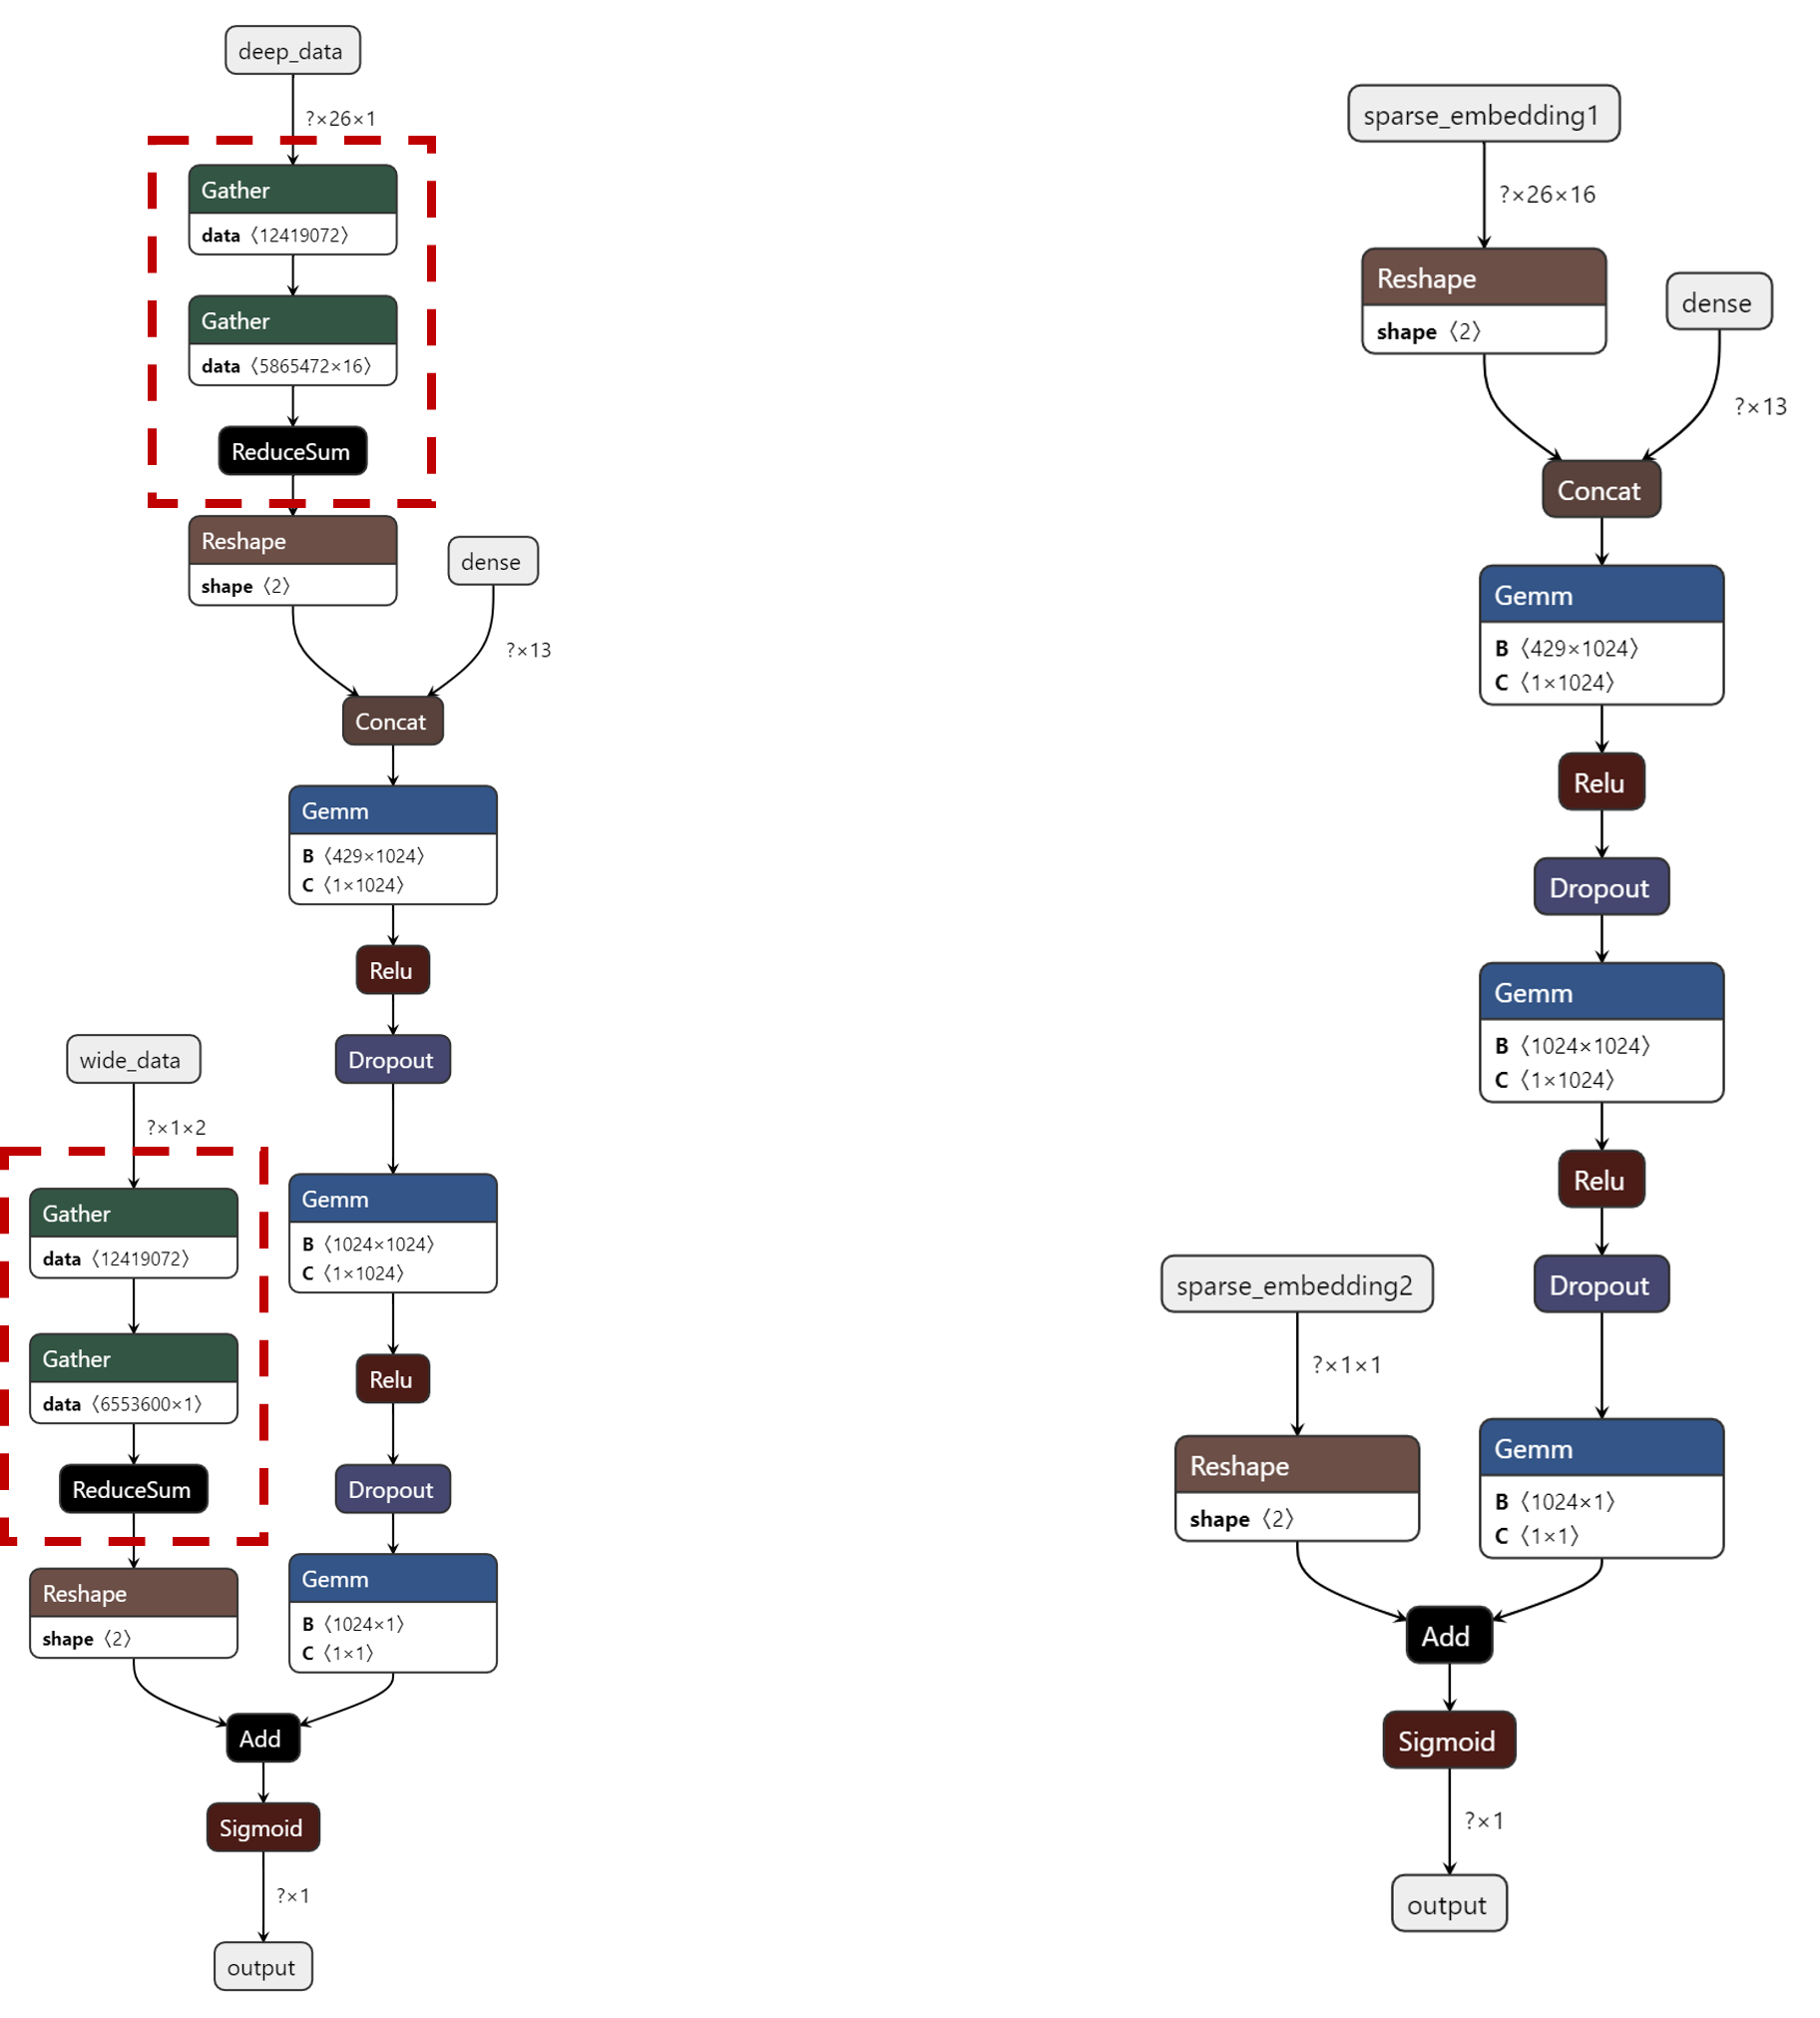 deep_data
?×26×1
Gather
data 〈12419072〉
Gather
data 〈5865472×16〉
ReduceSum
Reshape
shape 〈2〉
dense
?×13
Concat
Gemm
B 〈429×1024〉
C 〈1×1024〉
Relu
Dropout
wide_data
?×1×2
Gather
data 〈12419072〉
Gather
data 〈6553600×1〉
ReduceSum
Reshape
shape 〈2〉
Gemm
B 〈1024×1024〉
C 〈1×1024〉
Relu
Dropout
Gemm
B 〈1024×1〉
C 〈1×1〉
Add
Sigmoid
?×1
output
sparse_embedding1
?×26×16
Reshape
shape 〈2〉
dense
?×13
Concat
Gemm
B 〈429×1024〉
C 〈1×1024〉
Relu
Dropout
Gemm
B 〈1024×1024〉
C 〈1×1024〉
Relu
Dropout
sparse_embedding2
?×1×1
Reshape
shape 〈2〉
Gemm
B 〈1024×1〉
C 〈1×1〉
Add
Sigmoid
?×1
output